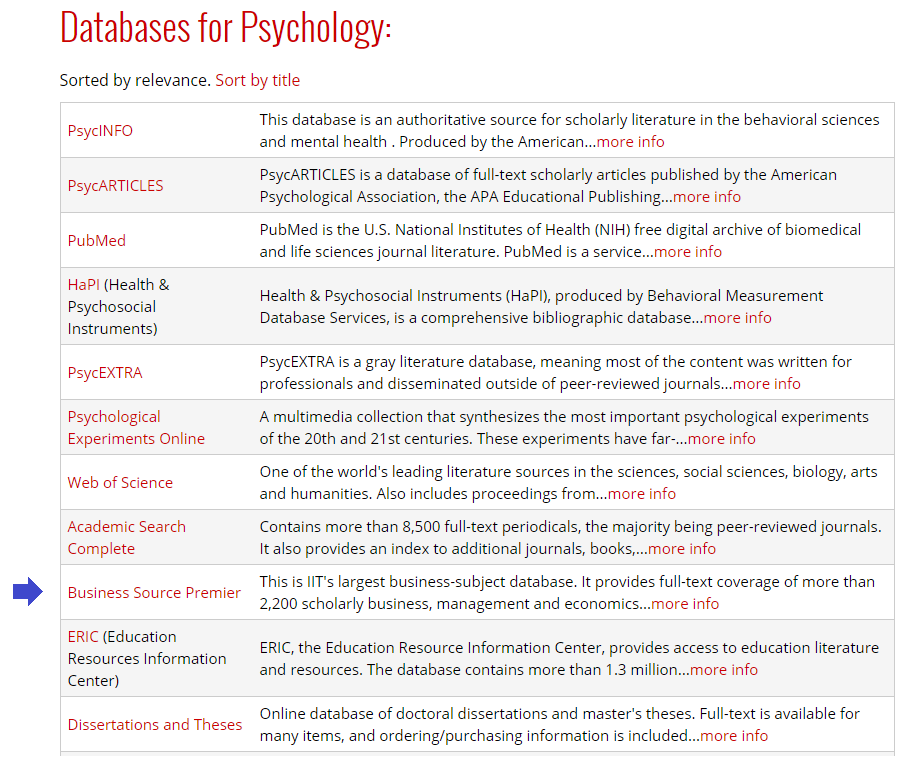 Databases for Psychology:
Sorted by relevance. Sort by title
PsycINFO
This database is an authoritative source for scholarly literature in the behavioral sciences
and mental health . Produced by the American...more info
PsycARTICLES
PsycARTICLES is a database of full-text scholarly articles published by the American
Psychological Association, the APA Educational Publishing...more info
PubMed
PubMed is the U.S. National Institutes of Health (NIH) free digital archive of biomedical
and life sciences journal literature. PubMed is a service...more info
HaPI (Health &
Psychosocial
Instruments)
Health & Psychosocial Instruments (HaPI), produced by Behavioral Measurement
Database Services, is a comprehensive bibliographic database...more info
PsycEXTRA
PsycEXTRA is a gray literature database, meaning most of the content was written for
professionals and disseminated outside of peer-reviewed journals...more info
Psychological
Experiments Online
A multimedia collection that synthesizes the most important psychological experiments
of the 20th and 21st centuries. These experiments have far-...more info
Web of Science
One of the world's leading literature sources in the sciences, social sciences, biology, arts
and humanities. Also includes proceedings from...more info
Academic Search
Complete
Contains more than 8,500 full-text periodicals, the majority being peer-reviewed journals.
It also provides an index to additional journals, books,...more info
Business Source Premier
This is IIT's largest business-subject database. It provides full-text coverage of more than
2,200 scholarly business, management and economics...more info
ERIC (Education
Resources Information
Center)
ERIC, the Education Resource Information Center, provides access to education literature
and resources. The database contains more than 1.3 million...more info
Dissertations and Theses
Online database of doctoral dissertations and master's theses. Full-text is available for
many items, and ordering/purchasing information is included...more info